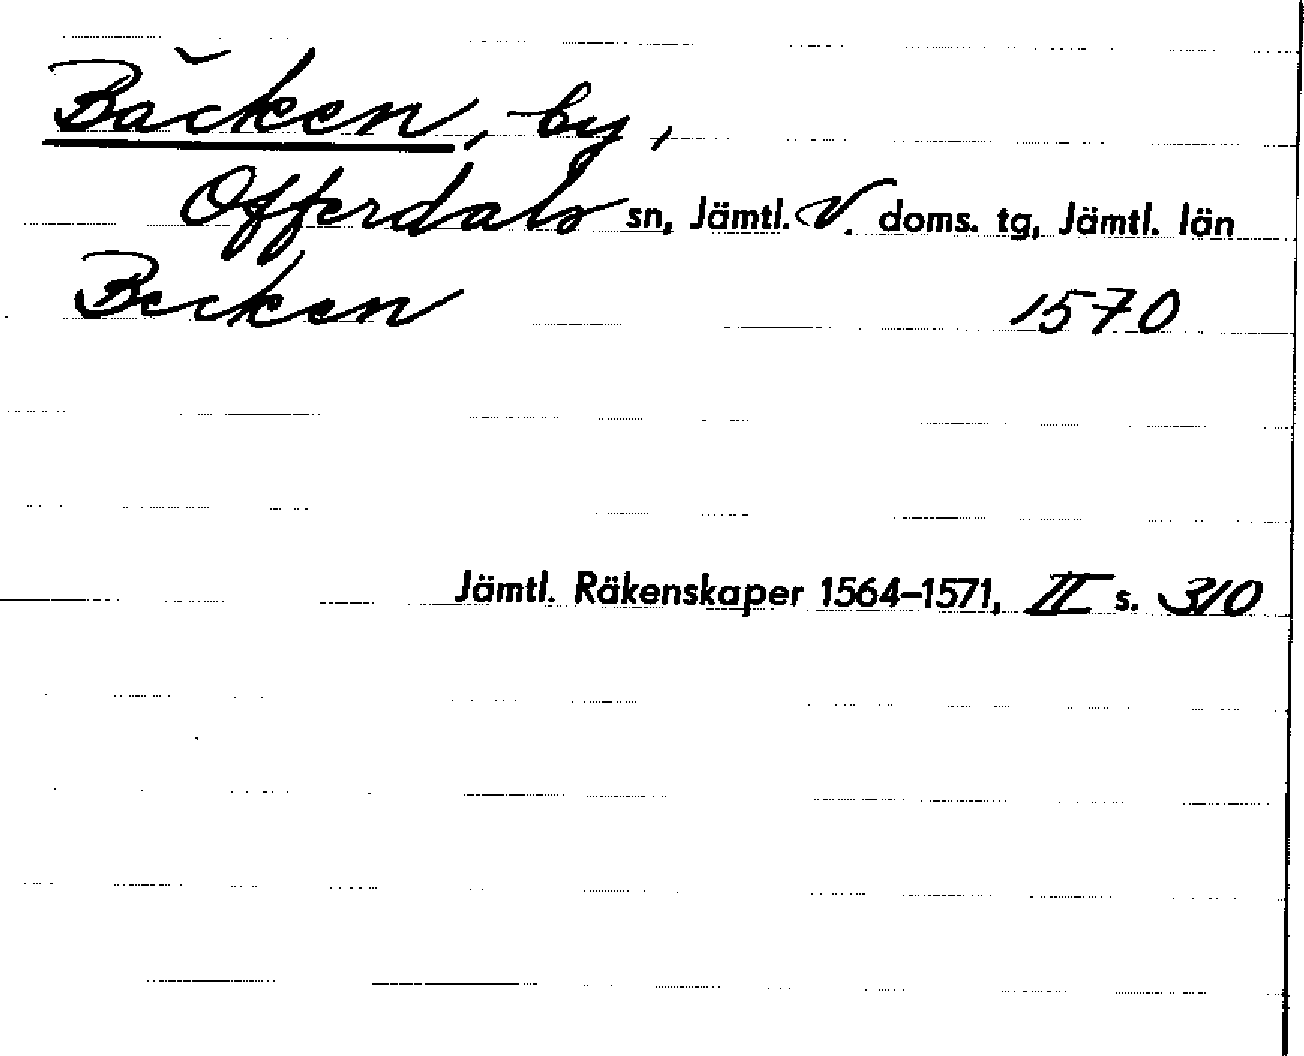 Bäcken, by,
Offerdals sn, Jämtl. V. doms. tg, Jämtl. län
Becken 1570
Jämtl. Räkenskaper 1564–1571, II s. 310